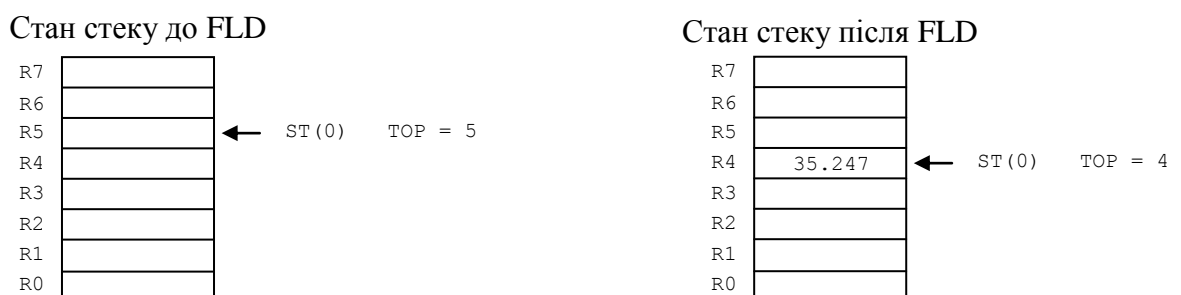 Стан стеку до FLD
R7
R6
R5 ST(0) TOP = 5
R4
R3
R2
R1
R0
Стан стеку після FLD
R7
R6
R5
R4 35.247 ST(0) TOP = 4
R3
R2
R1
R0